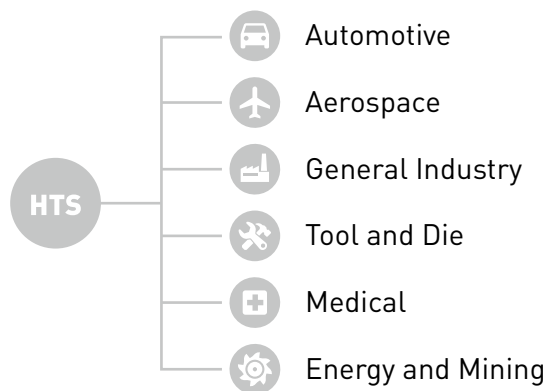 HTS
Automotive
Aerospace
General Industry
Tool and Die
Medical
Energy and Mining